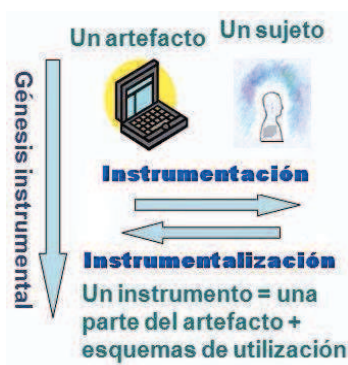 Un artefacto
Un sujeto
Génesis instrumental
Instrumentación
Instrumentalización
Un instrumento = una
parte del artefacto +
esquemas de utilización